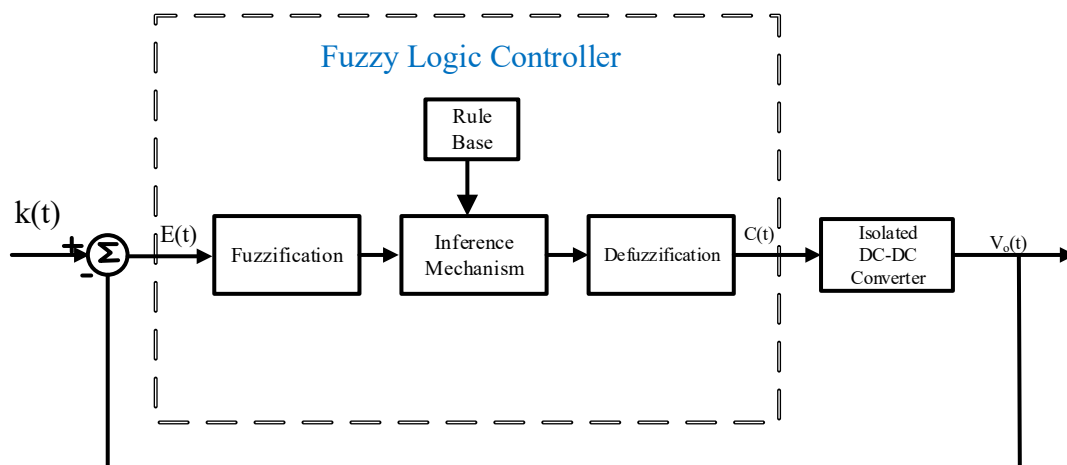 Fuzzy Logic Controller
Rule
Base
k(t)
+
Σ
-
E(t)
Fuzzification
Inference
Mechanism
Defuzzification
C(t)
Isolated
DC-DC
Converter
Vₒ(t)